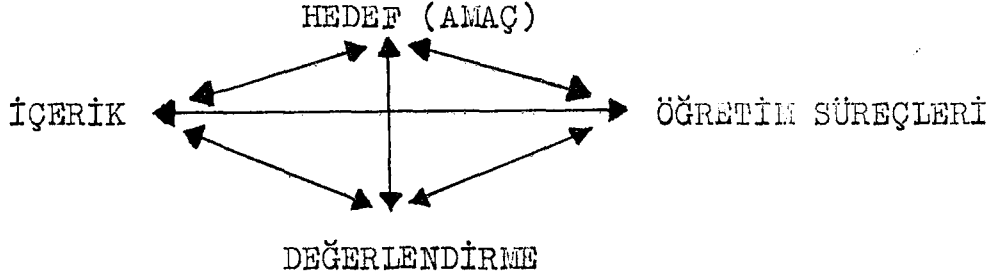 HEDEF (AMAÇ)
İÇERİK
ÖĞRETİM SÜREÇLERİ
DEĞERLENDİRME